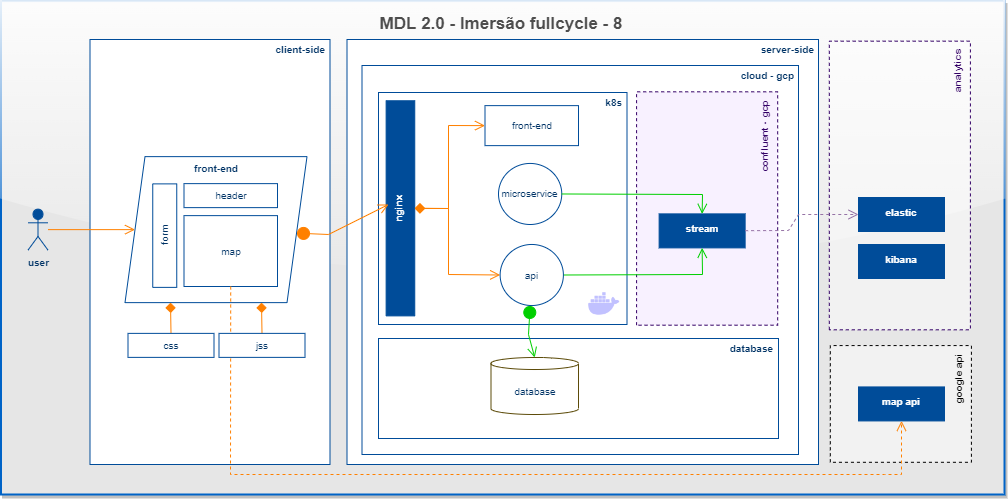 MDL 2.0 - Imersão fullcycle - 8
client-side
server-side
analytics
cloud - gcp
k8s
confluent - gcp
front-end
nginx
front-end
header
form
map
microservice
stream
elastic
kibana
user
api
css
jss
database
database
google api
map api